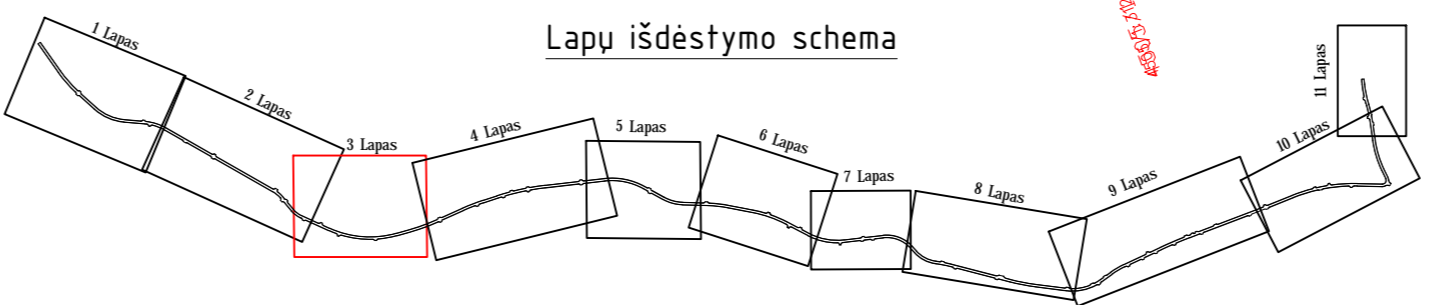 Lapų išdėstymo schema
1 Lapas
2 Lapas
3 Lapas
4 Lapas
5 Lapas
6 Lapas
7 Lapas
8 Lapas
9 Lapas
10 Lapas
11 Lapas